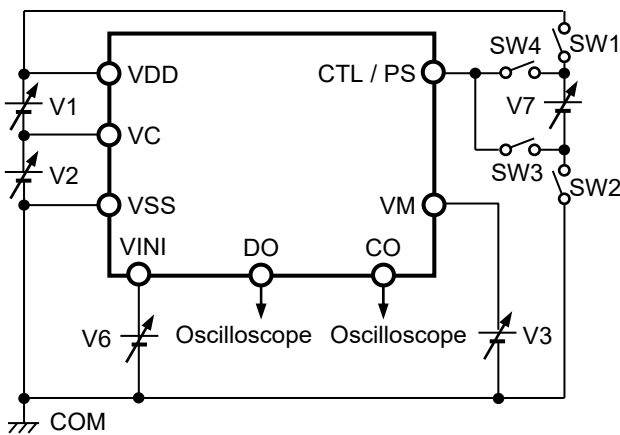 SW1
SW4
VDD
CTL / PS
V1
V7
VC
V2
SW3
SW2
VSS
VM
VINI
DO
CO
V6
Oscilloscope
Oscilloscope
V3
COM